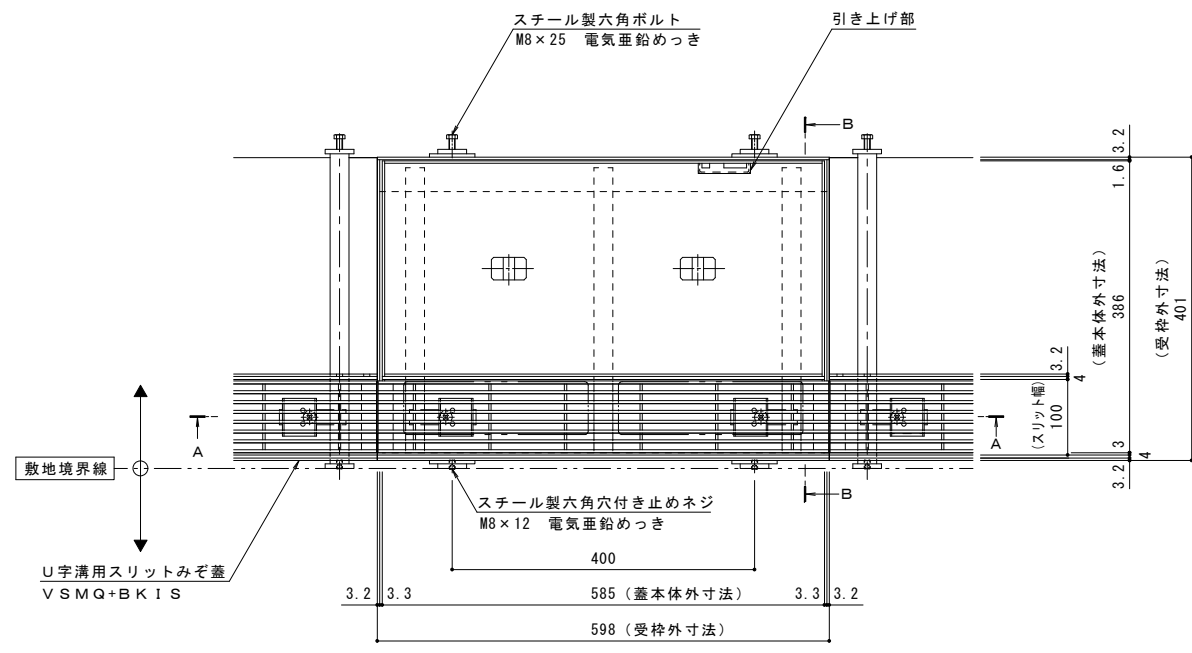 スチール製六角ボルト
M8×25 電気亜鉛めっき
引き上げ部
B
3.2
1.6
(蓋本体外寸法)
386
(受枠外寸法)
401
3.2
4
(スリット幅)
100
A
A
3.3
4
3.2
敷地境界線
B
スチール製六角穴付き止めネジ
M8×12 電気亜鉛めっき
400
U字溝用スリットみぞ蓋
VSMQ+BKIS
3.2
3.3
585(蓋本体外寸法)
3.3
3.2
598(受枠外寸法)